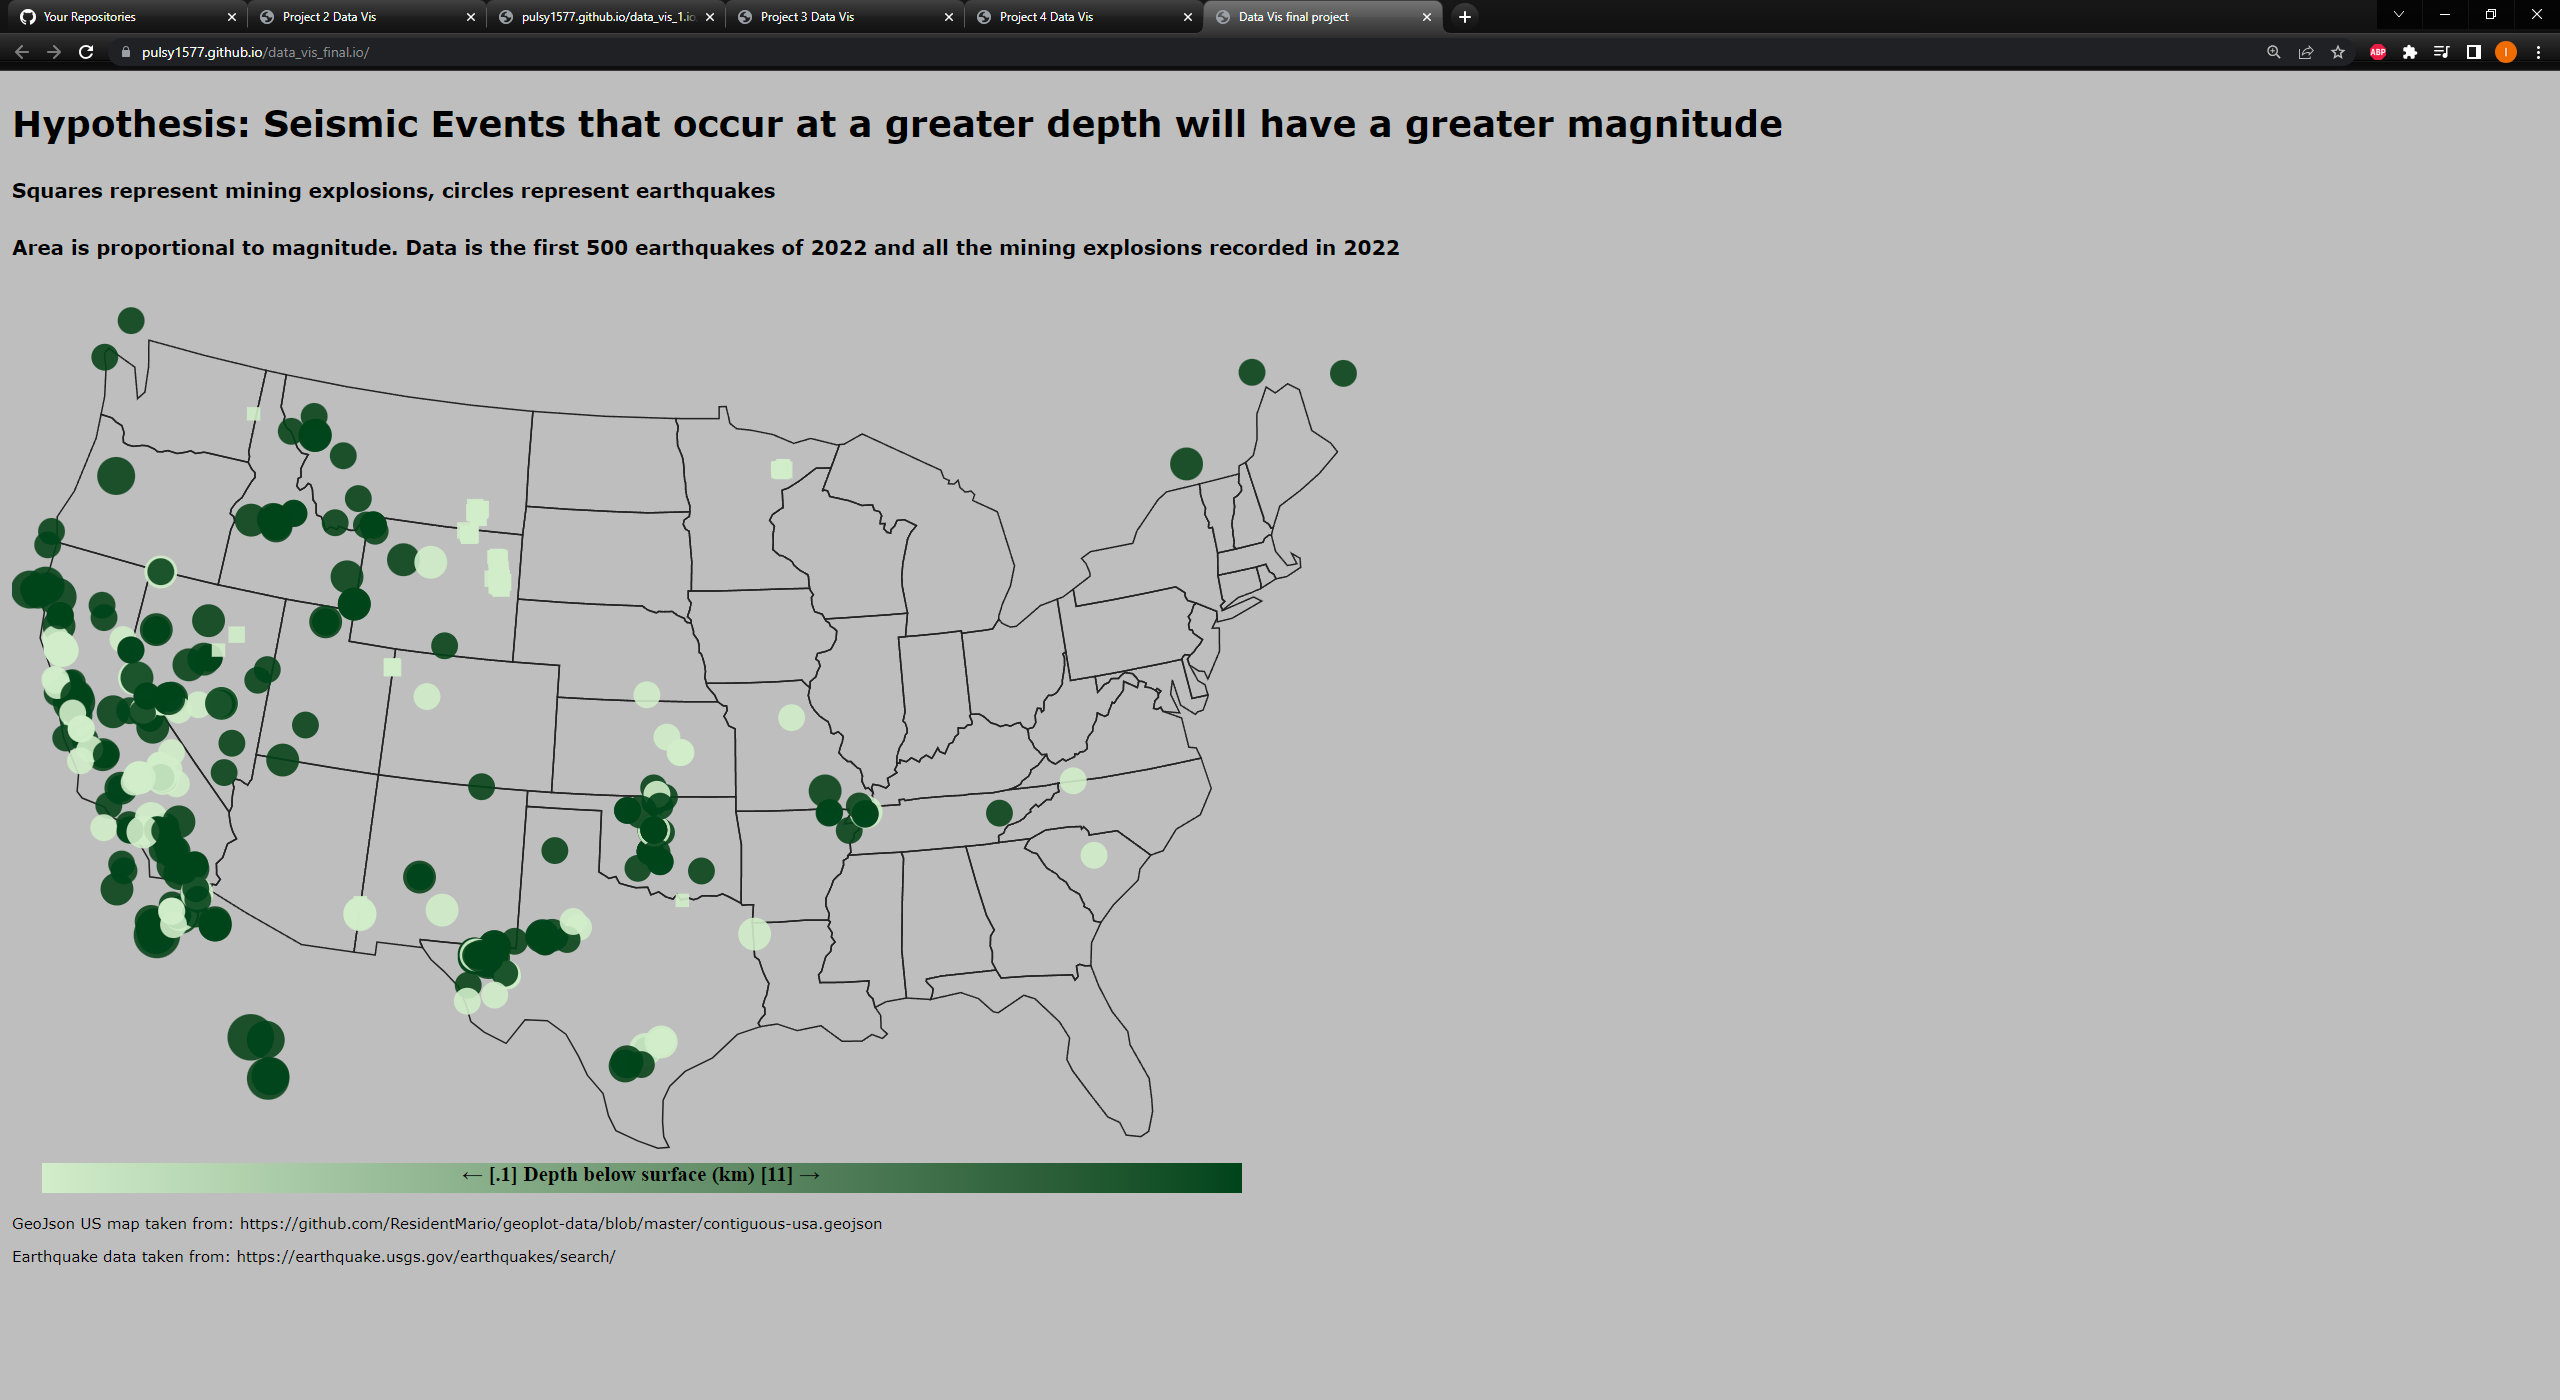 Your Repositories
Project 2 Data Vis
pulsy1577.github.io/data_vis_1.io
Project 3 Data Vis
Project 4 Data Vis
Data Vis final project
pulsy1577.github.io/data_vis_final.io/
ABP
I
Hypothesis: Seismic Events that occur at a greater depth will have a greater magnitude
Squares represent mining explosions, circles represent earthquakes
Area is proportional to magnitude. Data is the first 500 earthquakes of 2022 and all the mining explosions recorded in 2022
← [.1] Depth below surface (km) [11] →
GeoJson US map taken from: https://github.com/ResidentMario/geoplot-data/blob/master/contiguous-usa.geojson
Earthquake data taken from: https://earthquake.usgs.gov/earthquakes/search/